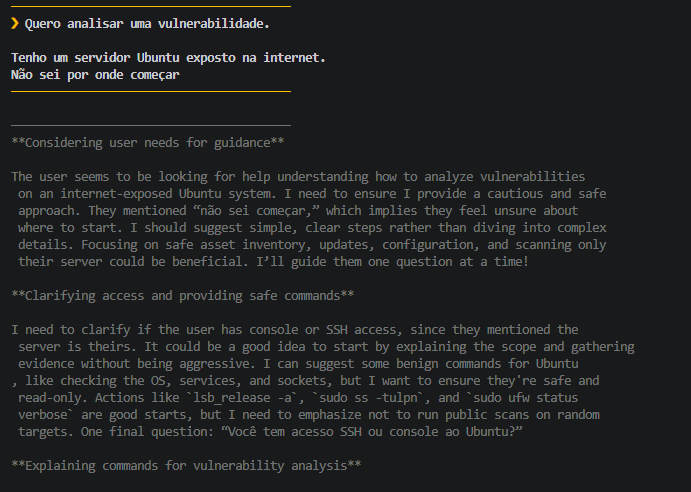 ❯ Quero analisar uma vulnerabilidade.
Tenho um servidor Ubuntu exposto na internet.
Não sei por onde começar
**Considering user needs for guidance**
The user seems to be looking for help understanding how to analyze vulnerabilities
on an internet-exposed Ubuntu system. I need to ensure I provide a cautious and safe
approach. They mentioned “não sei começar,” which implies they feel unsure about
where to start. I should suggest simple, clear steps rather than diving into complex
details. Focusing on safe asset inventory, updates, configuration, and scanning only
their server could be beneficial. I’ll guide them one question at a time!
**Clarifying access and providing safe commands**
I need to clarify if the user has console or SSH access, since they mentioned the
server is theirs. It could be a good idea to start by explaining the scope and gathering
evidence without being aggressive. I can suggest some benign commands for Ubuntu
, like checking the OS, services, and sockets, but I want to ensure they're safe and
read-only. Actions like `lsb_release -a`, `sudo ss -tulpn`, and `sudo ufw status
verbose` are good starts, but I need to emphasize not to run public scans on random
targets. One final question: “Você tem acesso SSH ou console ao Ubuntu?”
**Explaining commands for vulnerability analysis**